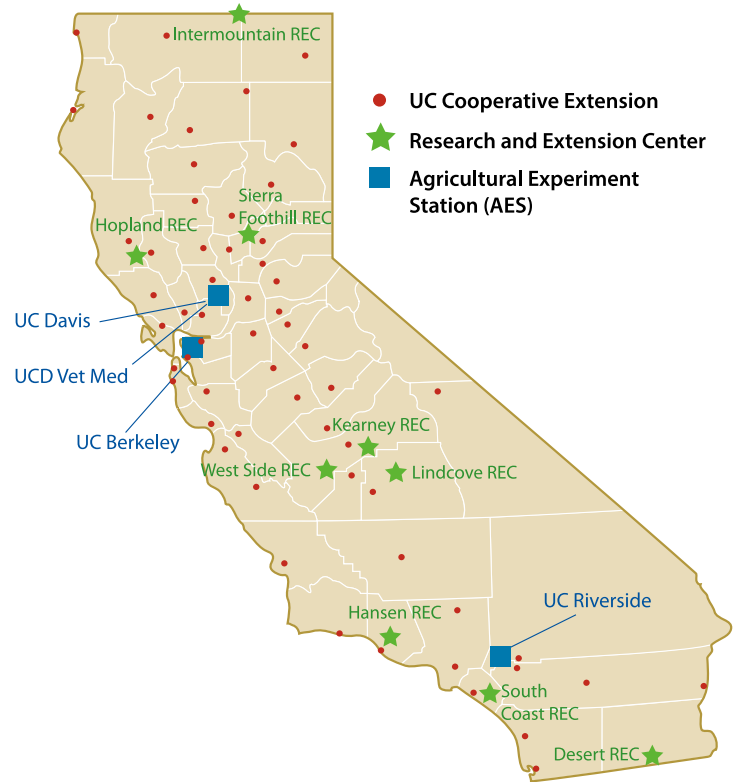 Intermountain REC
UC Cooperative Extension
Research and Extension Center
Agricultural Experiment
Station (AES)
Sierra
Foothill REC
Hopland REC
UC Davis
UCD Vet Med
UC Berkeley
Kearney REC
West Side REC
Lindcove REC
UC Riverside
Hansen REC
South
Coast REC
Desert REC